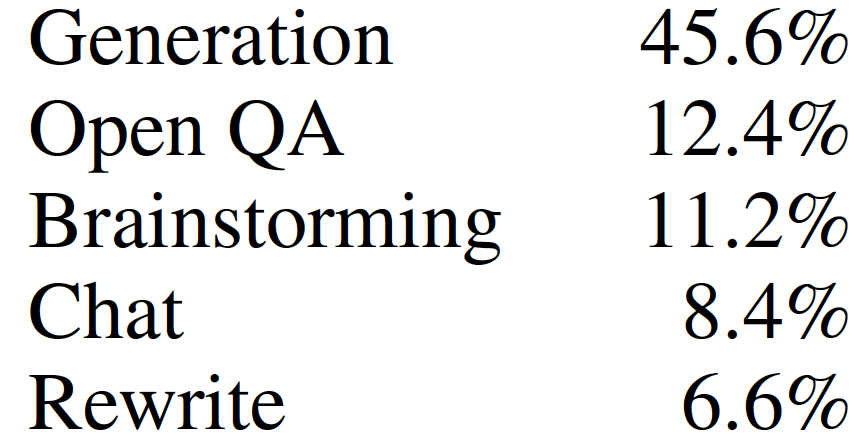 Generation 45.6%
Open QA 12.4%
Brainstorming 11.2%
Chat 8.4%
Rewrite 6.6%